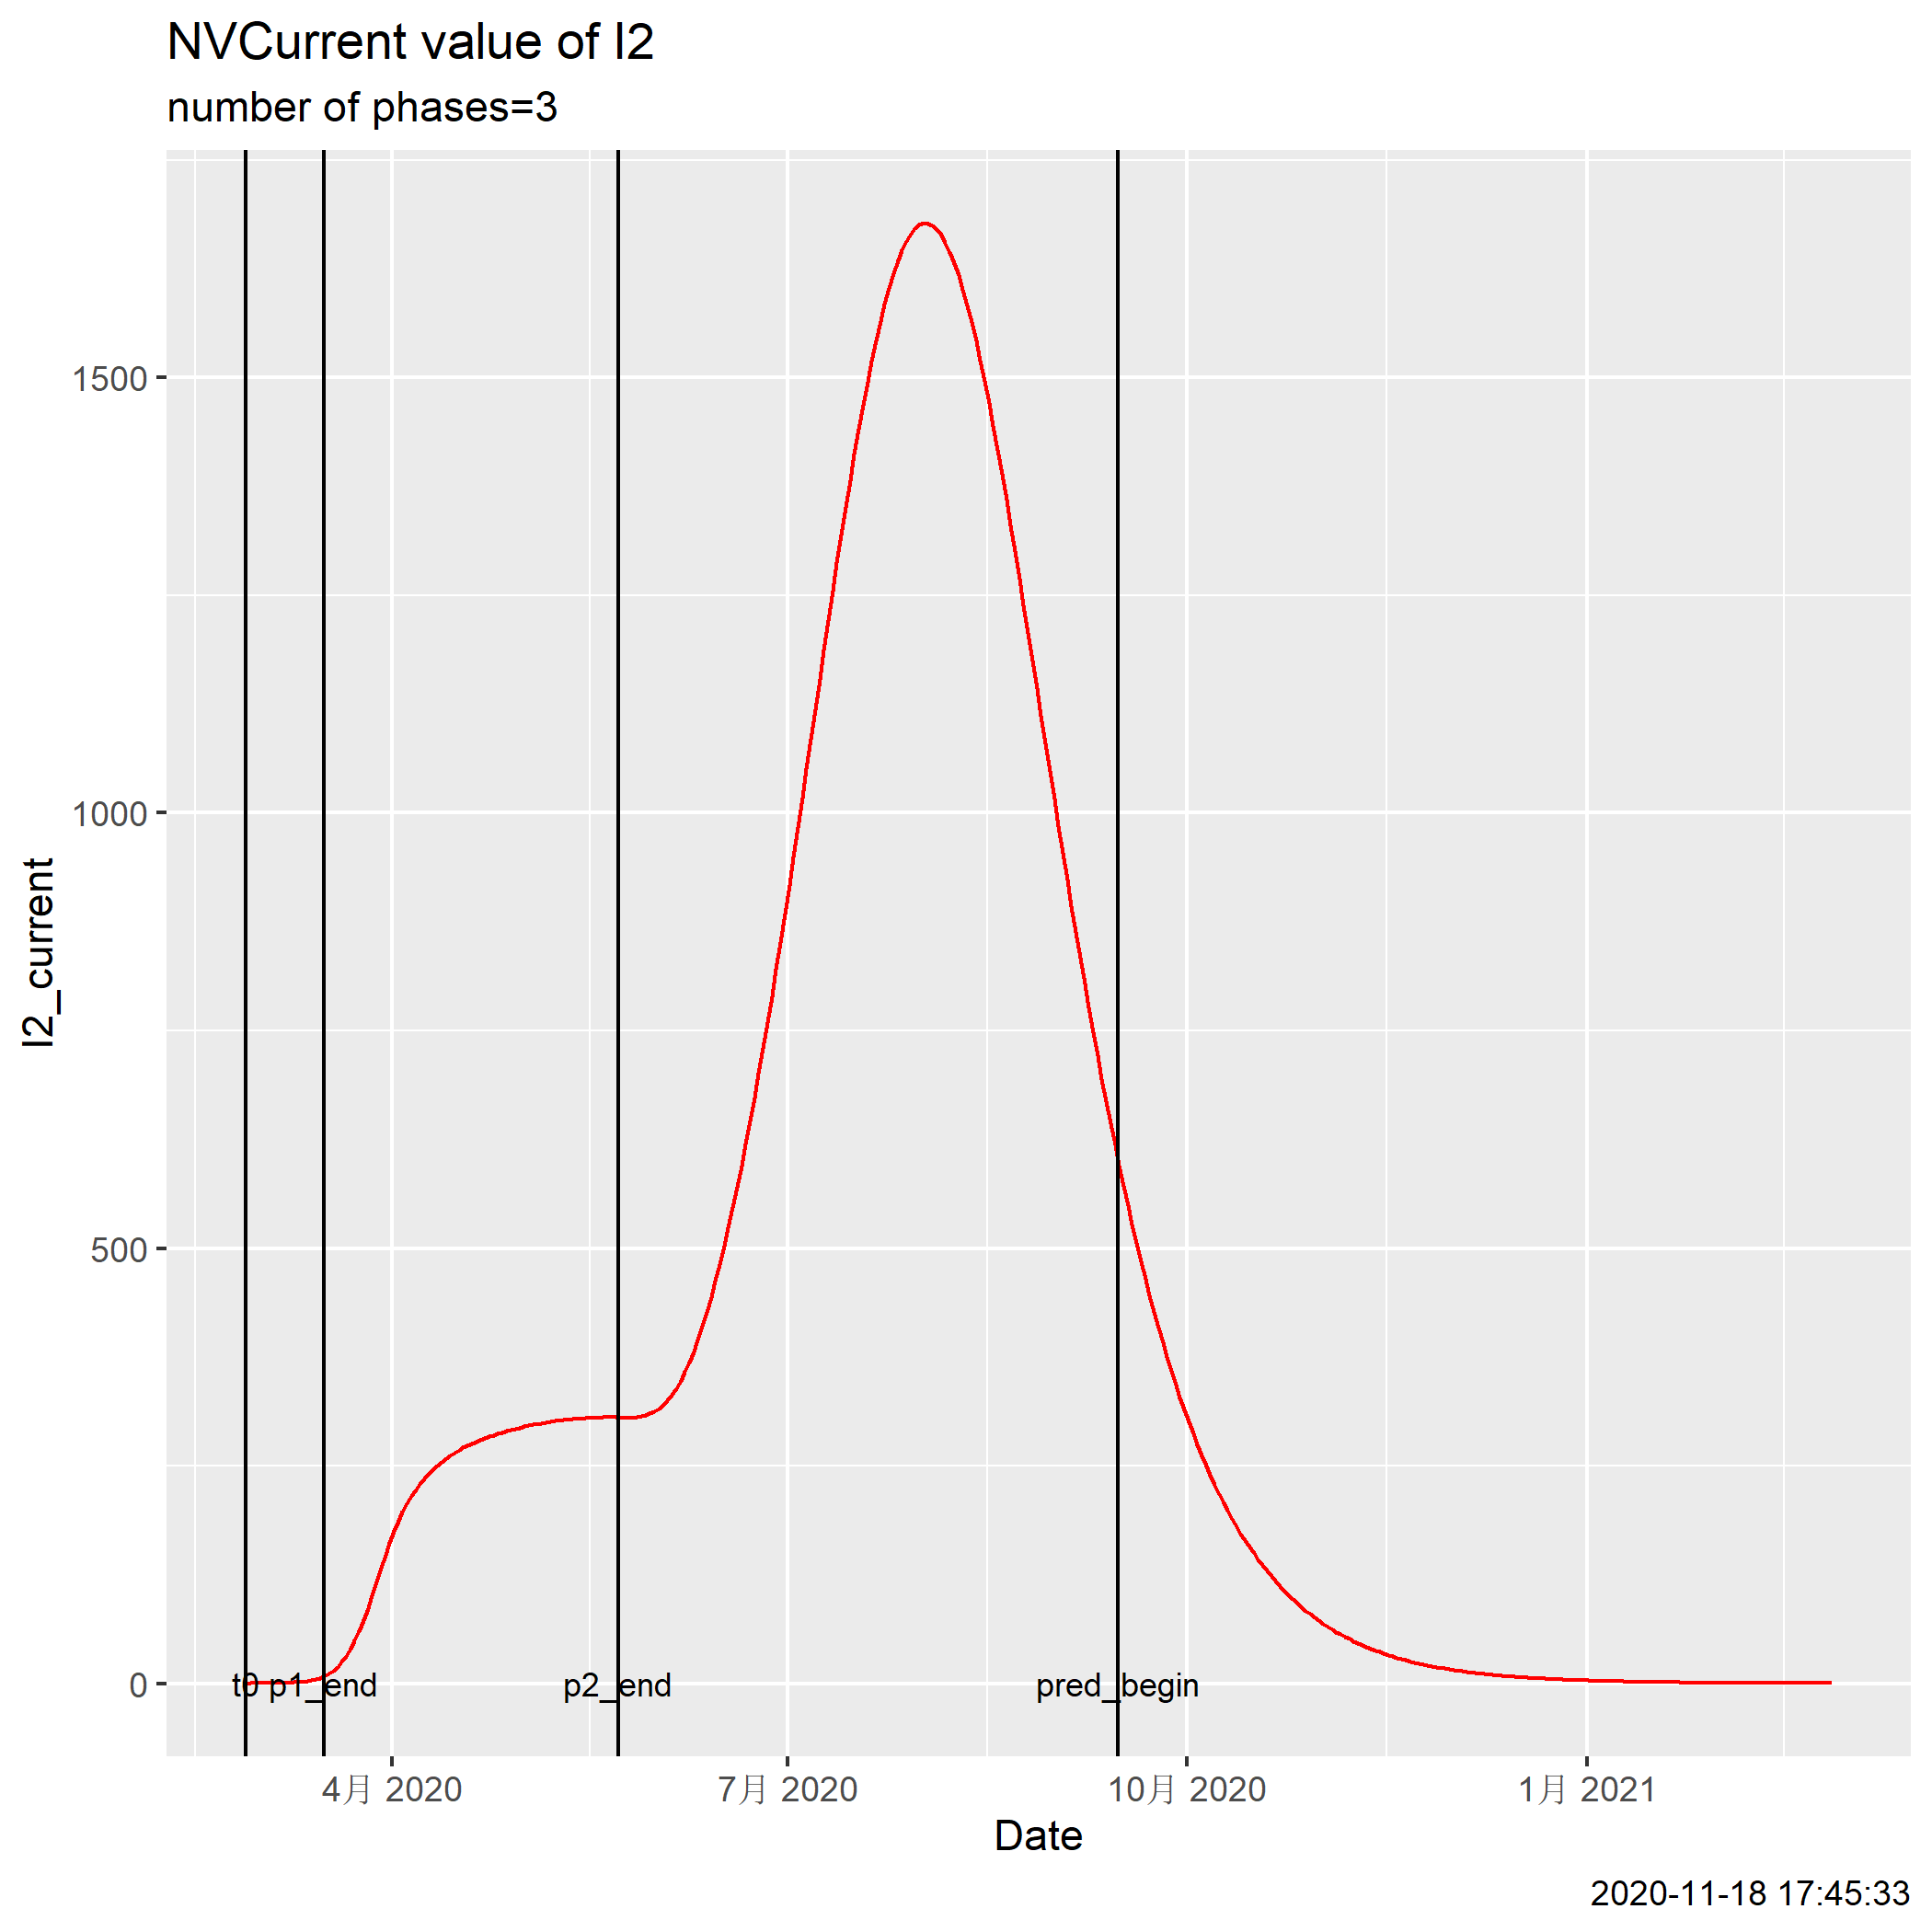 NVCurrent value of I2
number of phases=3
I2_current
1500
1000
500
0
t0 p1_end p2_end pred_begin
4月 2020 7月 2020 10月 2020 1月 2021
Date
2020-11-18 17:45:33